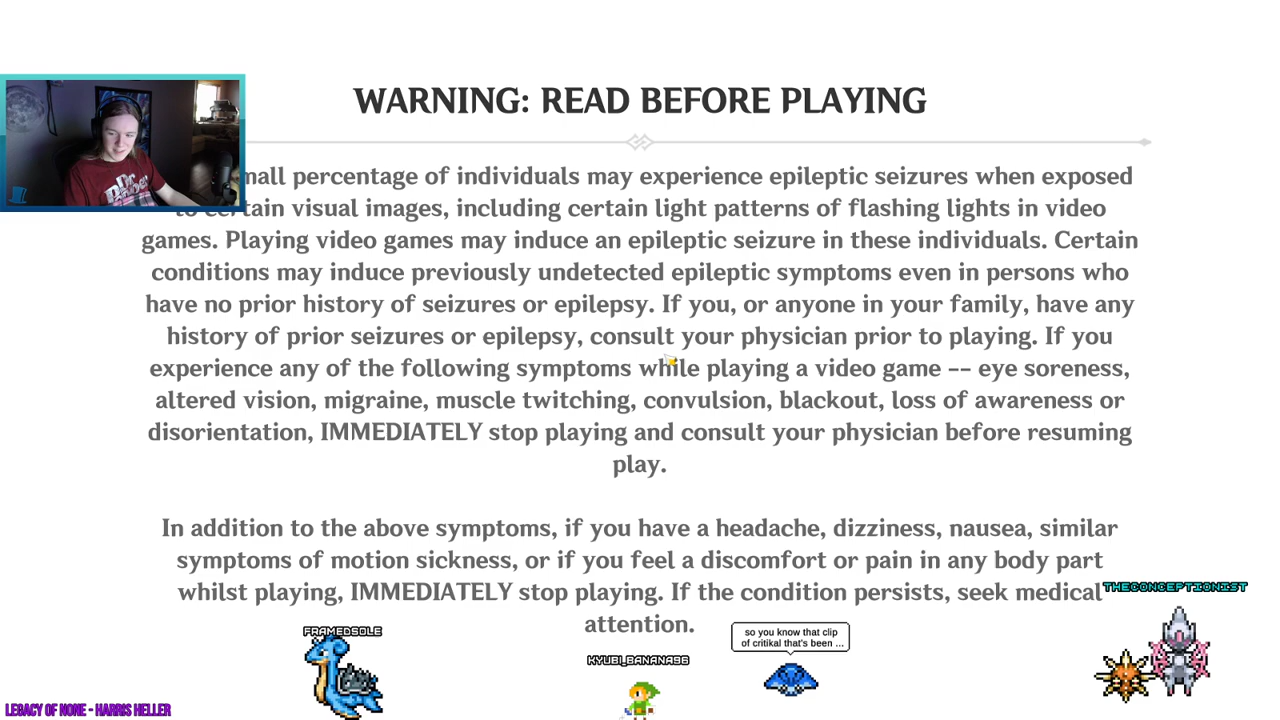 WARNING: READ BEFORE PLAYING
mall percentage of individuals may experience epileptic seizures when exposed
to certain visual images, including certain light patterns of flashing lights in video
games. Playing video games may induce an epileptic seizure in these individuals. Certain
conditions may induce previously undetected epileptic symptoms even in persons who
have no prior history of seizures or epilepsy. If you, or anyone in your family, have any
history of prior seizures or epilepsy, consult your physician prior to playing. If you
experience any of the following symptoms while playing a video game -- eye soreness,
altered vision, migraine, muscle twitching, convulsion, blackout, loss of awareness or
disorientation, IMMEDIATELY stop playing and consult your physician before resuming
play.
In addition to the above symptoms, if you have a headache, dizziness, nausea, similar
symptoms of motion sickness, or if you feel a discomfort or pain in any body part
whilst playing, IMMEDIATELY stop playing. If the condition persists, seek medical
attention.
THECONCEPTIONIST
FRAMEDSOLE
so you know that clip
of critikal that's been ...
KYUBI_BANANA96
LEGACY OF NONE - HARRIS HELLER